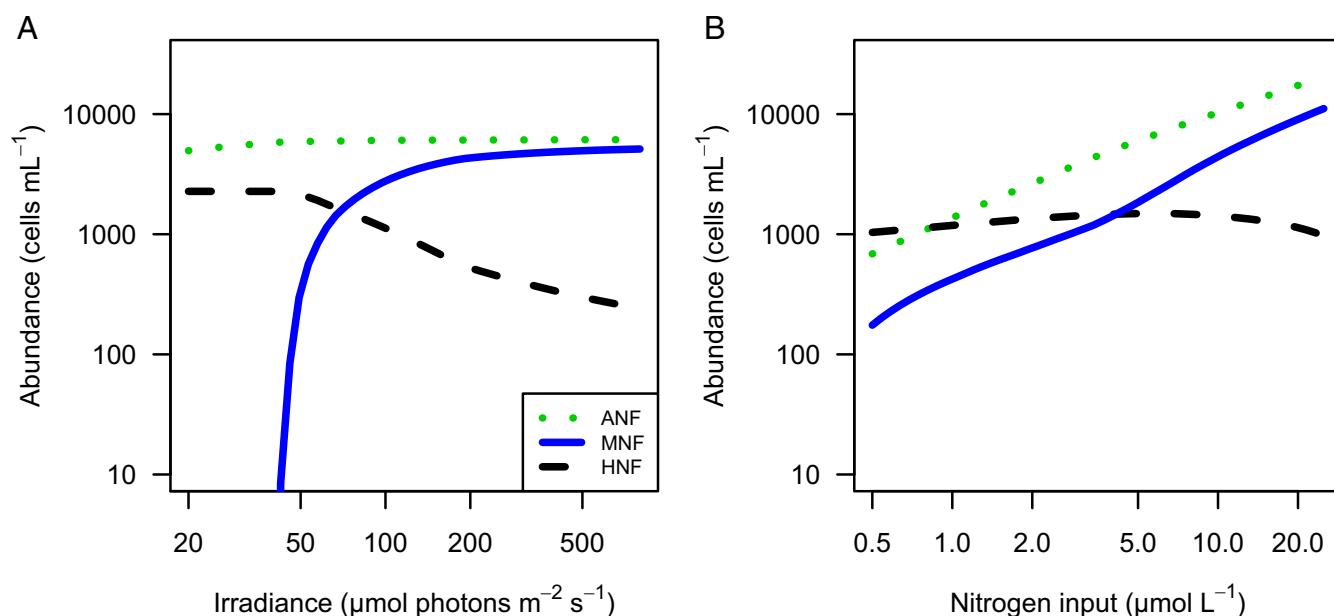 A
Abundance (cells mL⁻¹)
10000
1000
100
10
20 50 100 200 500
Irradiance (μmol photons m⁻² s⁻¹)
ANF
MNF
HNF
B
Abundance (cells mL⁻¹)
10000
1000
100
10
0.5 1.0 2.0 5.0 10.0 20.0
Nitrogen input (μmol L⁻¹)